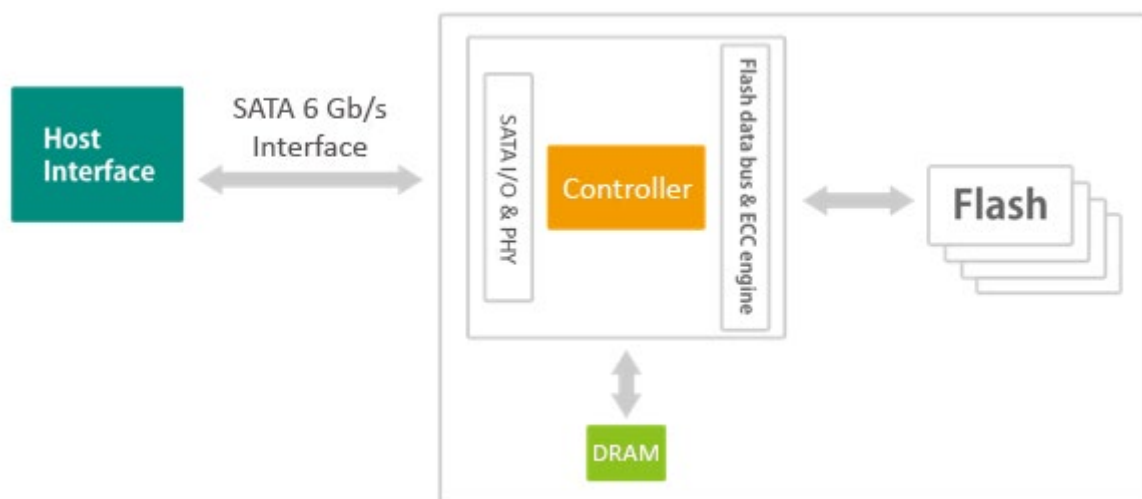 Host
Interface
SATA 6 Gb/s
Interface
SATA I/O & PHY
Controller
Flash data bus & ECC engine
Flash
DRAM